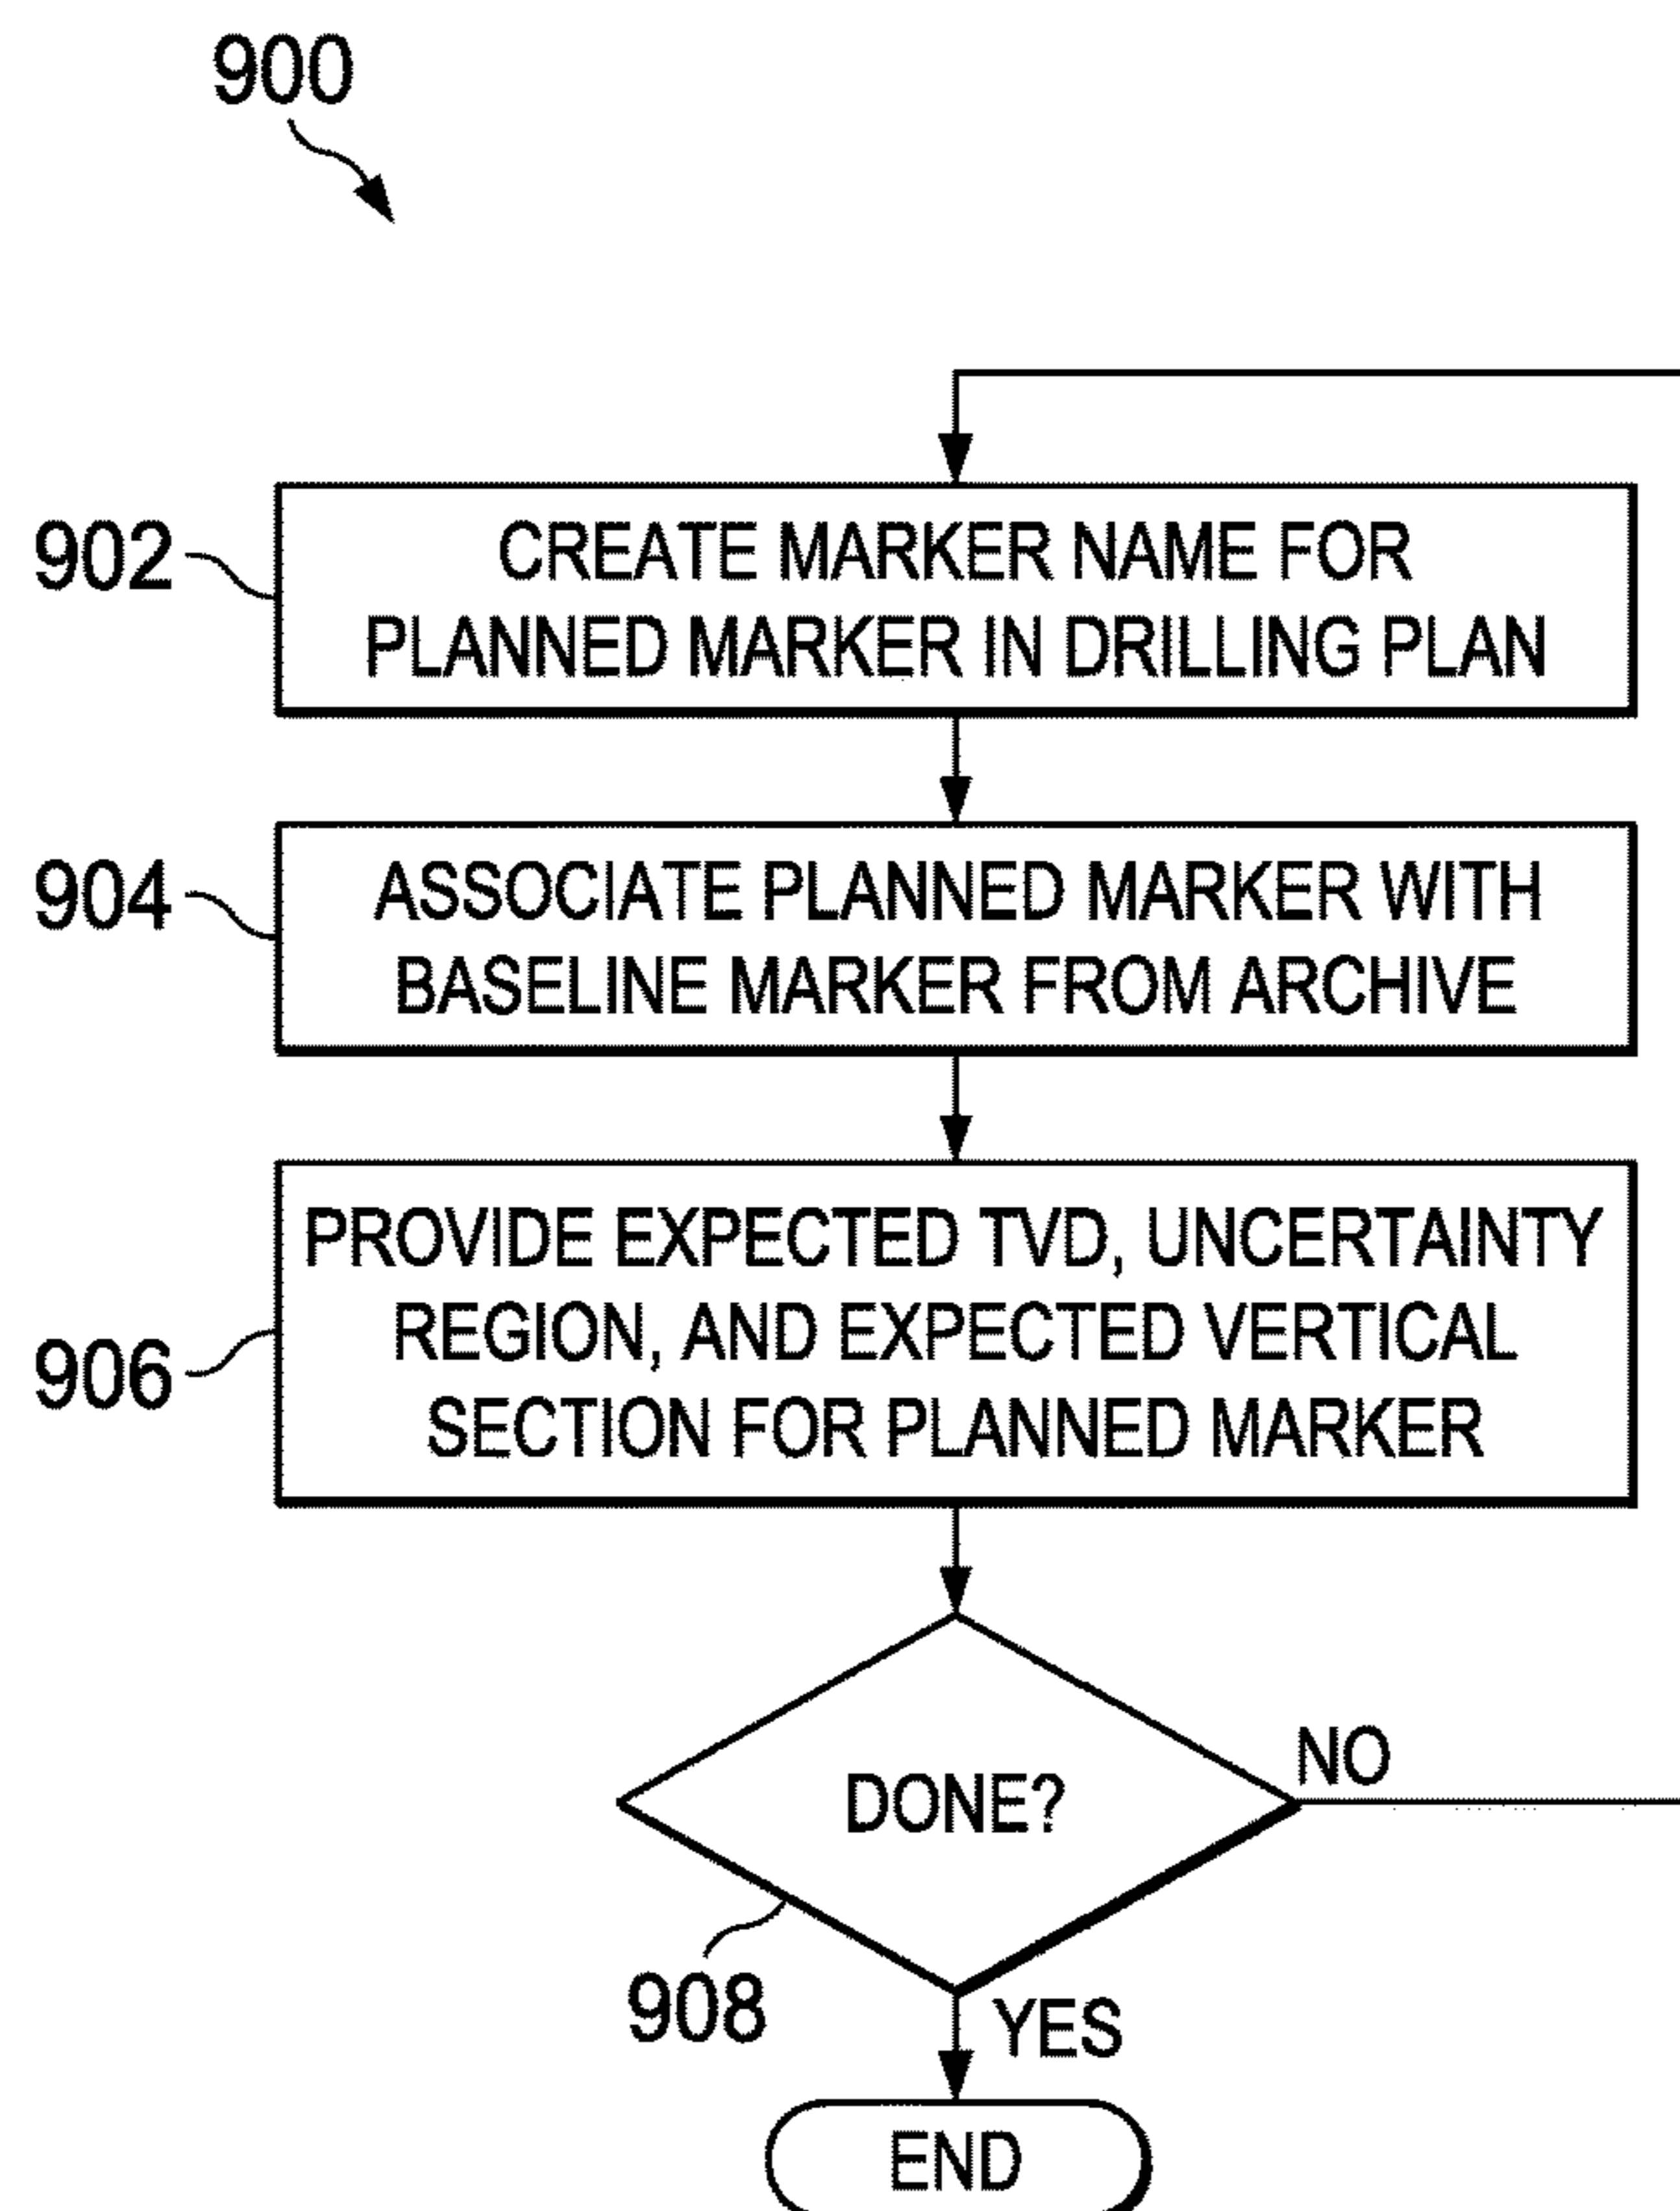 900
902
CREATE MARKER NAME FOR
PLANNED MARKER IN DRILLING PLAN
904
ASSOCIATE PLANNED MARKER WITH
BASELINE MARKER FROM ARCHIVE
906
PROVIDE EXPECTED TVD, UNCERTAINTY
REGION, AND EXPECTED VERTICAL
SECTION FOR PLANNED MARKER
DONE?
NO
908
YES
END